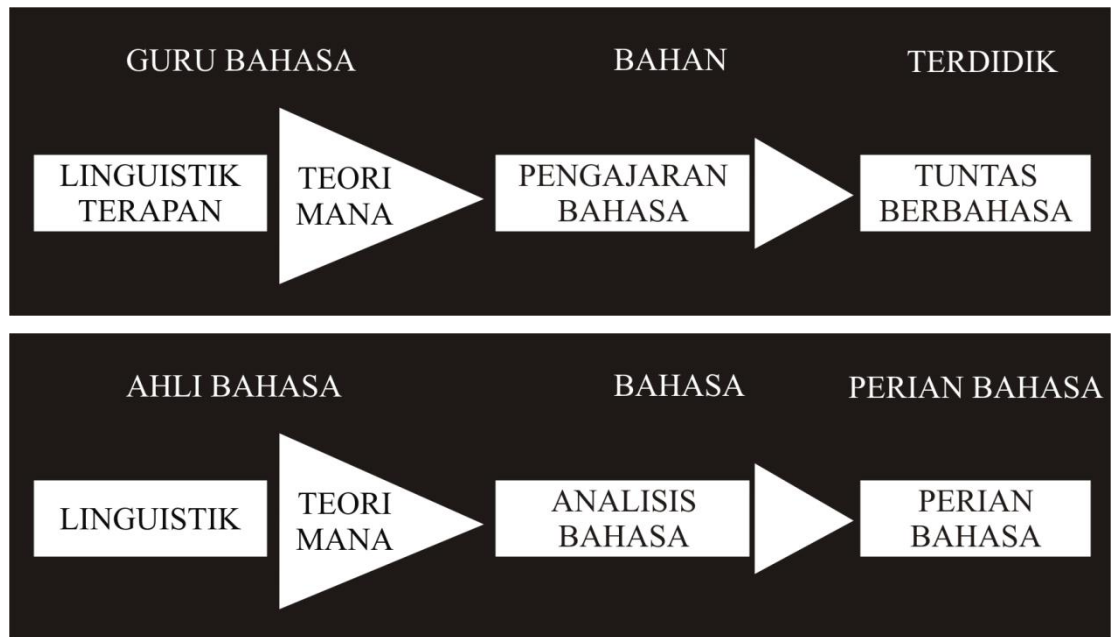 GURU BAHASA
BAHAN
TERDIDIK
LINGUISTIK
TERAPAN
TEORI
MANA
PENGAJARAN
BAHASA
TUNTAS
BERBAHASA
AHLI BAHASA
BAHASA
PERIAN BAHASA
LINGUISTIK
TEORI
MANA
ANALISIS
BAHASA
PERIAN
BAHASA